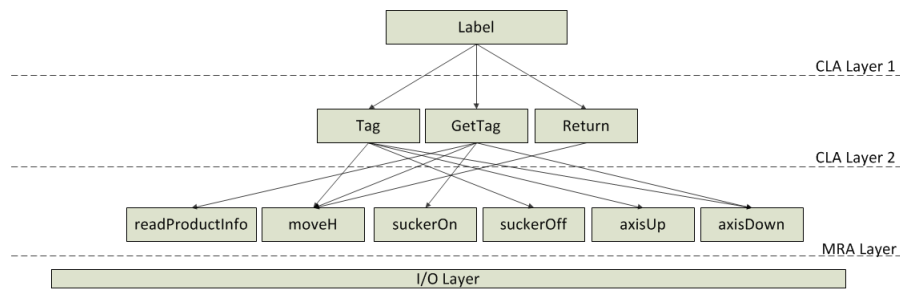 Label
CLA Layer 1
Tag GetTag Return
CLA Layer 2
readProductInfo moveH suckerOn suckerOff axisUp axisDown
MRA Layer
I/O Layer